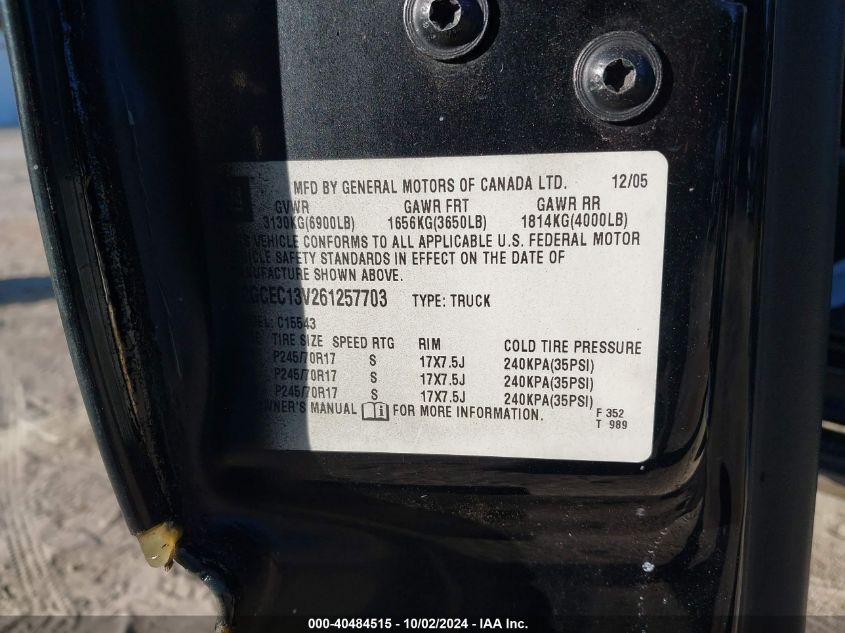 MFD BY GENERAL MOTORS OF CANADA LTD. 12/05
GVWR GAWR FRT GAWR RR
3130KG(6900LB) 1656KG(3650LB) 1814KG(4000LB)
VEHICLE CONFORMS TO ALL APPLICABLE U.S. FEDERAL MOTOR
VEHICLE SAFETY STANDARDS IN EFFECT ON THE DATE OF
MANUFACTURE SHOWN ABOVE.
2GCEC13V261257703 TYPE: TRUCK
C15543
TIRE SIZE SPEED RTG RIM COLD TIRE PRESSURE
P245/70R17 S 17X7.5J 240KPA(35PSI)
P245/70R17 S 17X7.5J 240KPA(35PSI)
P245/70R17 S 17X7.5J 240KPA(35PSI)
OWNER'S MANUAL FOR MORE INFORMATION.
F 352
T 989
000-40484515 - 10/02/2024 - IAA Inc.